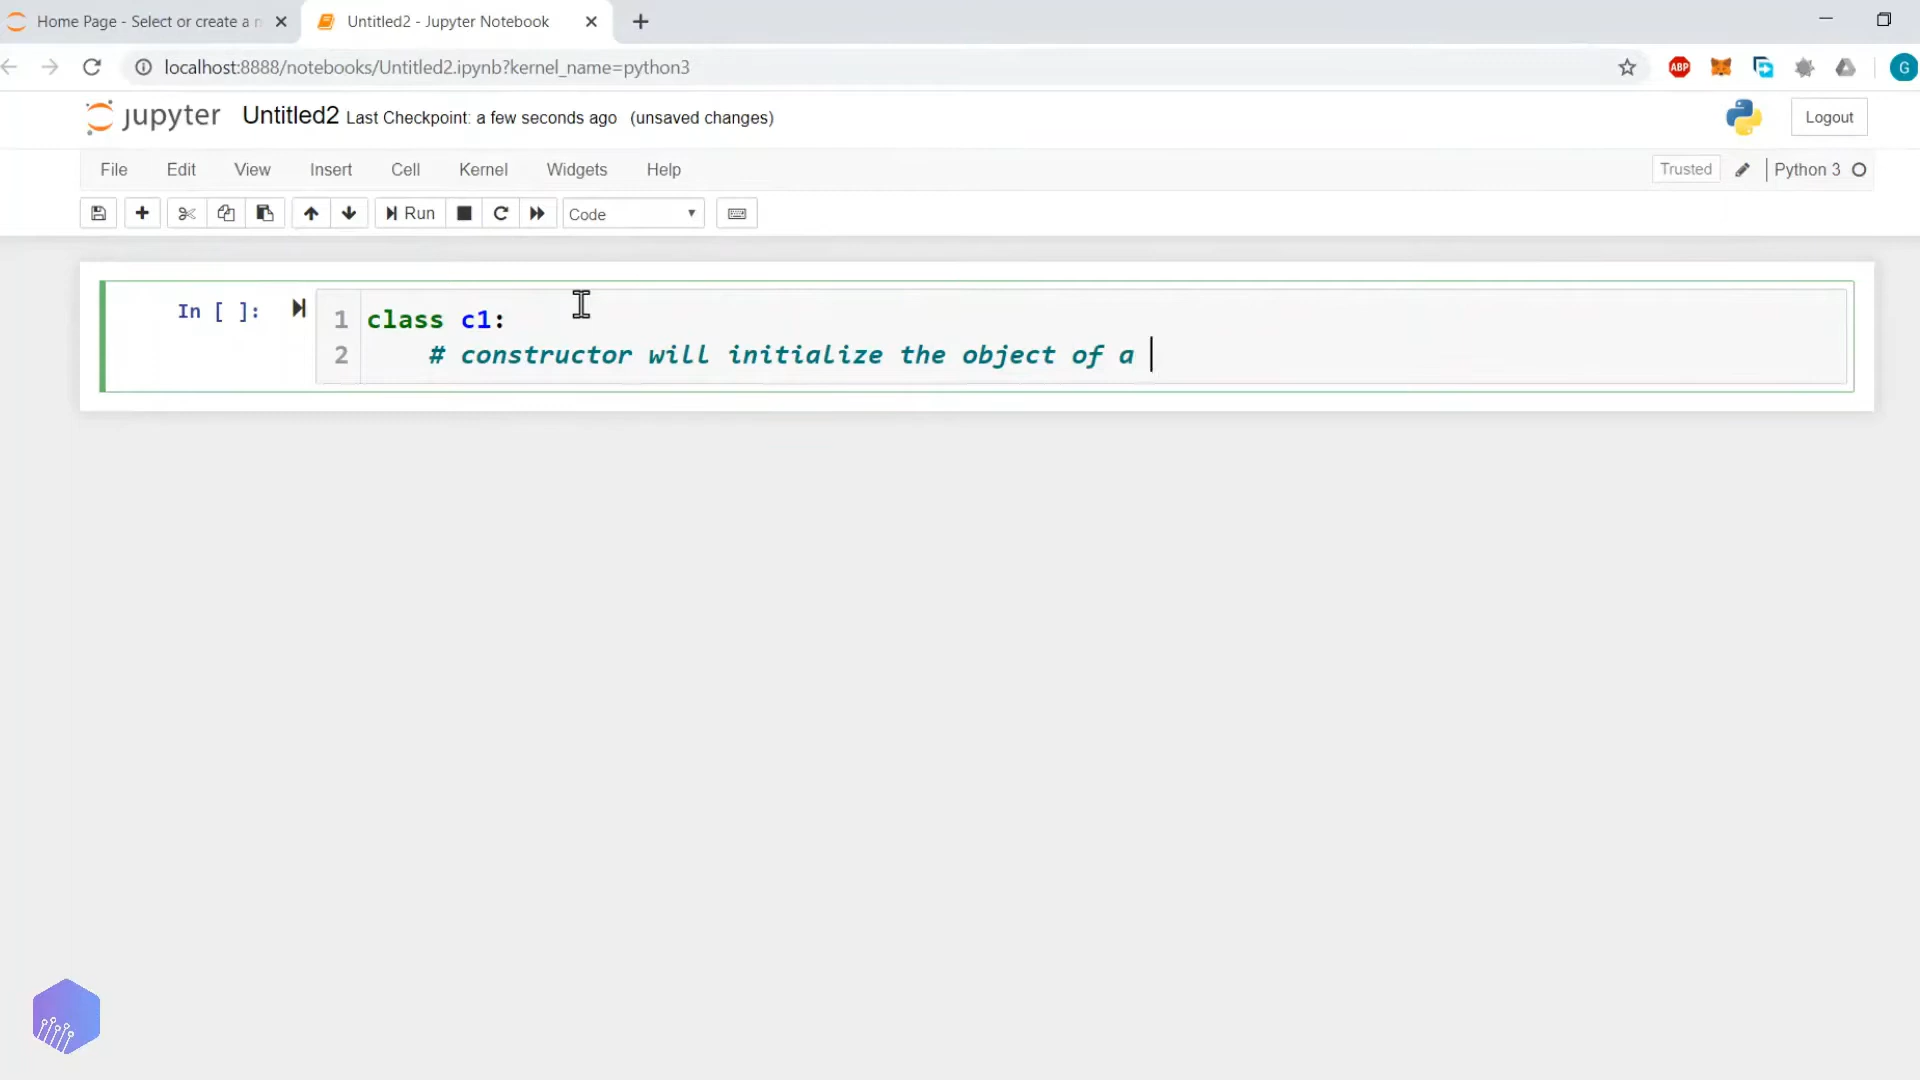 Home Page - Select or create a n
Untitled2 - Jupyter Notebook
localhost:8888/notebooks/Untitled2.ipynb?kernel_name=python3
ABP
G
jupyter Untitled2 Last Checkpoint: a few seconds ago (unsaved changes)
Logout
File Edit View Insert Cell Kernel Widgets Help
Trusted
Python 3
Run
Code
In [ ]:
1 class c1:
2 # constructor will initialize the object of a